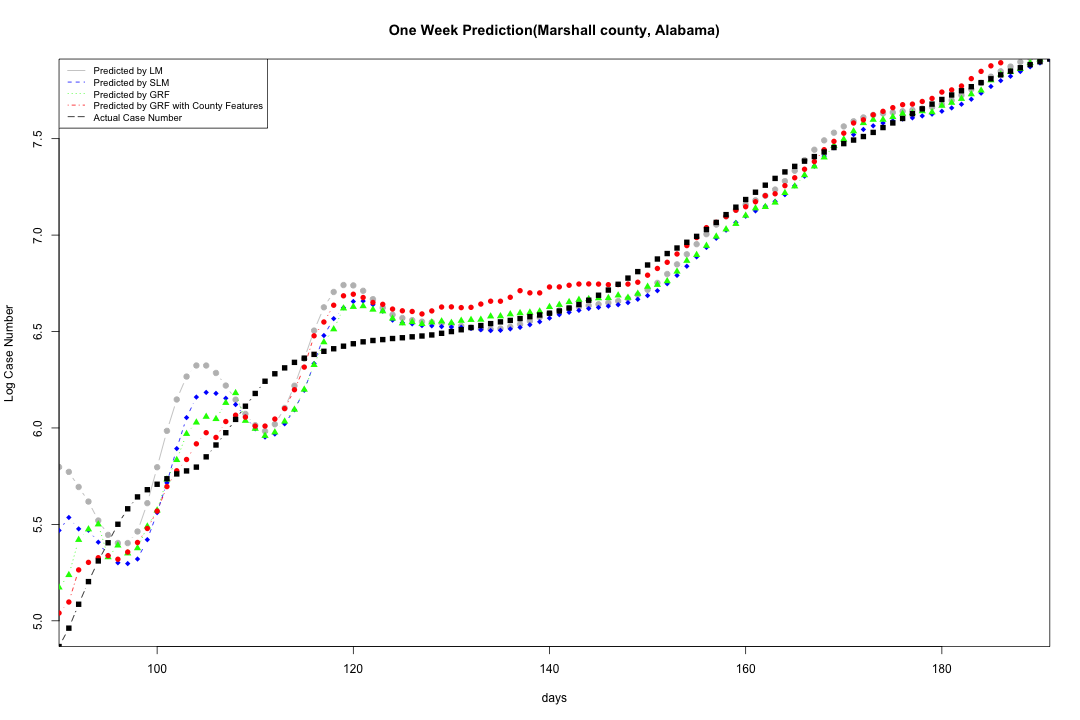 One Week Prediction(Marshall county, Alabama)
Predicted by LM
Predicted by SLM
Predicted by GRF
Predicted by GRF with County Features
Actual Case Number
7.5
7.0
6.5
6.0
5.5
5.0
Log Case Number
100
120
140
160
180
days